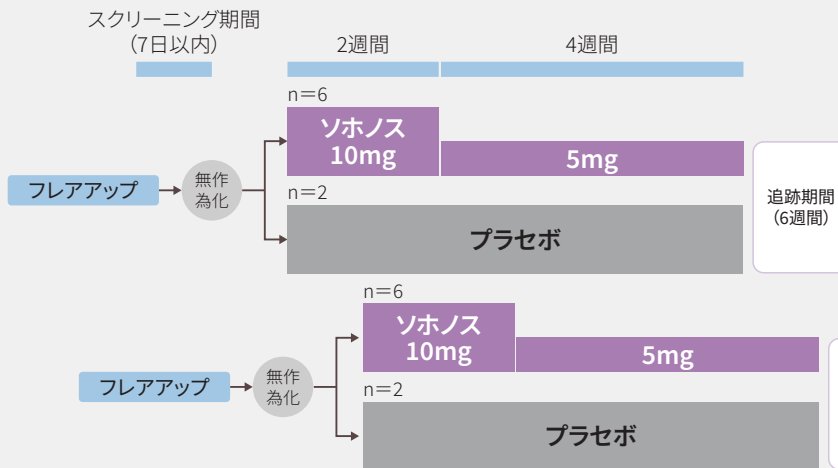 スクリーニング期間
（7日以内）
2週間
4週間
n＝6
ソホノス
10mg
5mg
フレアアップ
無作
為化
n＝2
プラセボ
追跡期間
（6週間）
n＝6
ソホノス
10mg
5mg
フレアアップ
無作
為化
n＝2
プラセボ